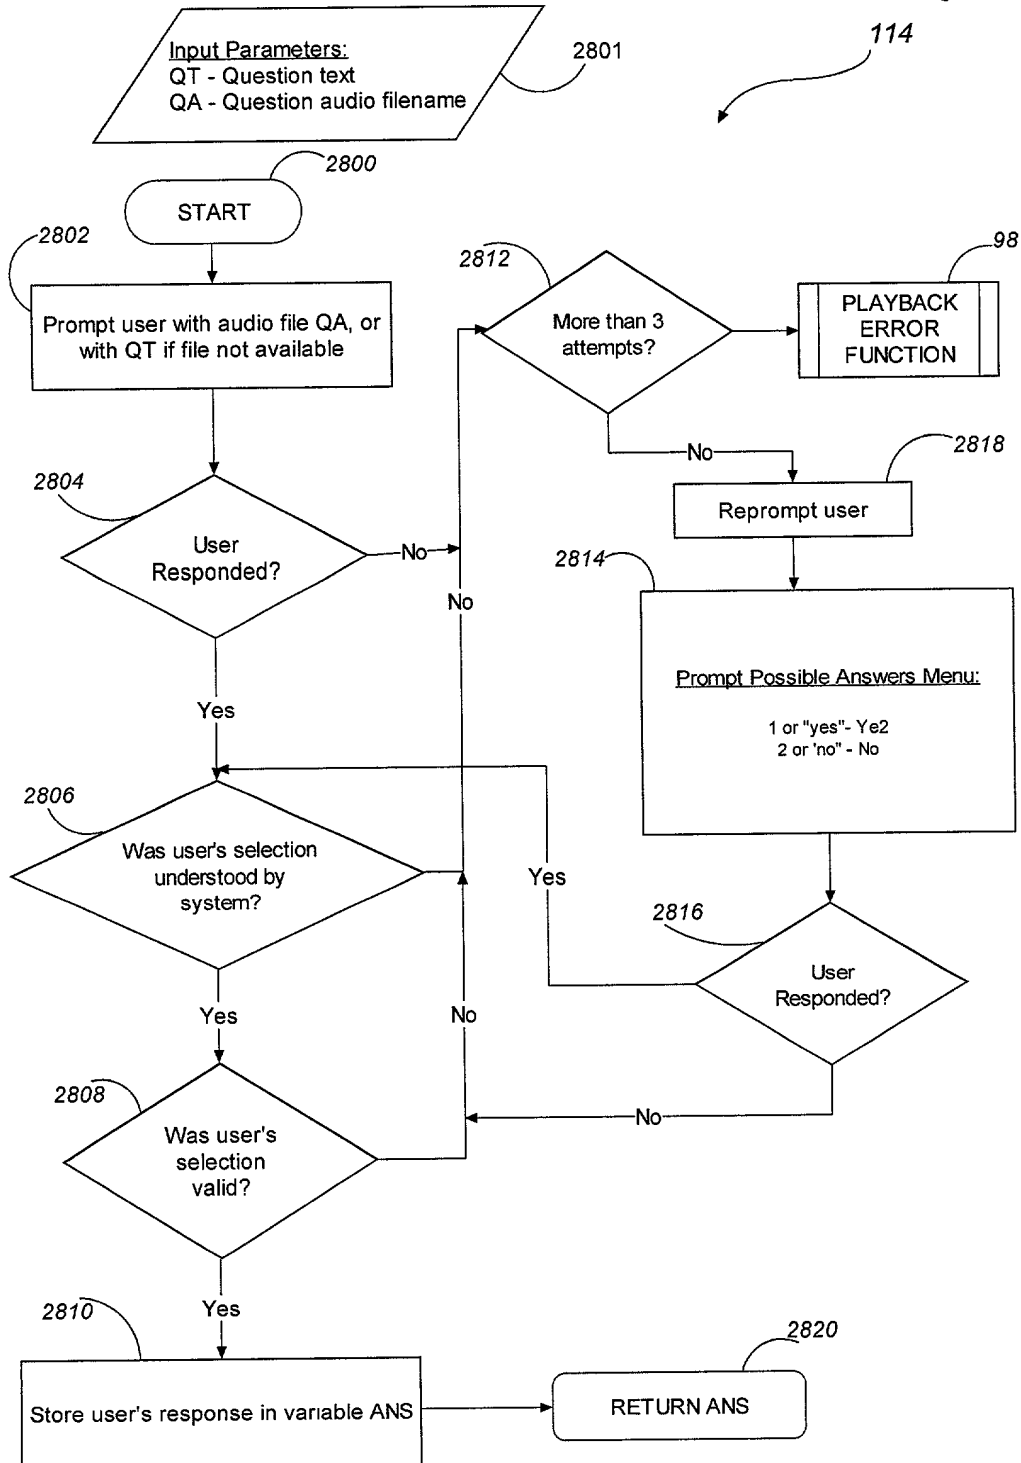 114
Input Parameters:
QT - Question text
QA - Question audio filename
2801
2800
START
2802
Prompt user with audio file QA, or
with QT if file not available
2812
More than 3
attempts?
98
PLAYBACK
ERROR
FUNCTION
No
2818
Reprompt user
2804
User
Responded?
No
No
2814
Prompt Possible Answers Menu:
1 or "yes"- Ye2
2 or 'no" - No
Yes
2806
Was user's selection
understood by
system?
Yes
2816
User
Responded?
Yes
No
No
2808
Was user's
selection
valid?
Yes
2810
Store user's response in variable ANS
2820
RETURN ANS